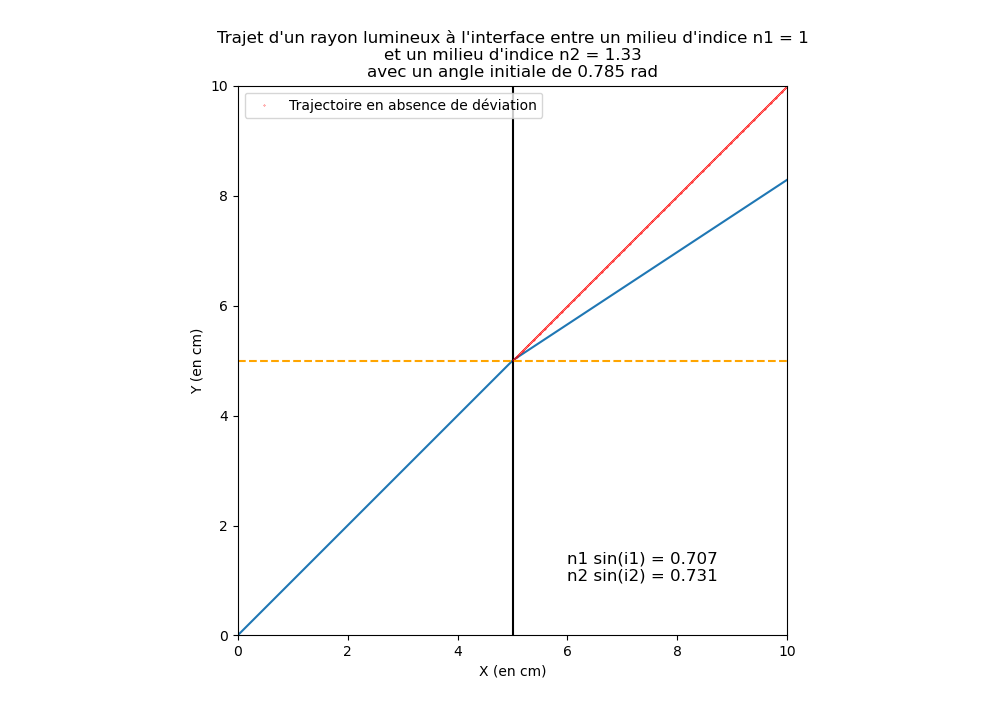 Trajet d'un rayon lumineux à l'interface entre un milieu d'indice n1 = 1
et un milieu d'indice n2 = 1.33
avec un angle initiale de 0.785 rad
10
Trajectoire en absence de déviation
8
6
Y (en cm)
4
n1 sin(i1) = 0.707
n2 sin(i2) = 0.731
2
0
0 2 4 6 8 10
X (en cm)